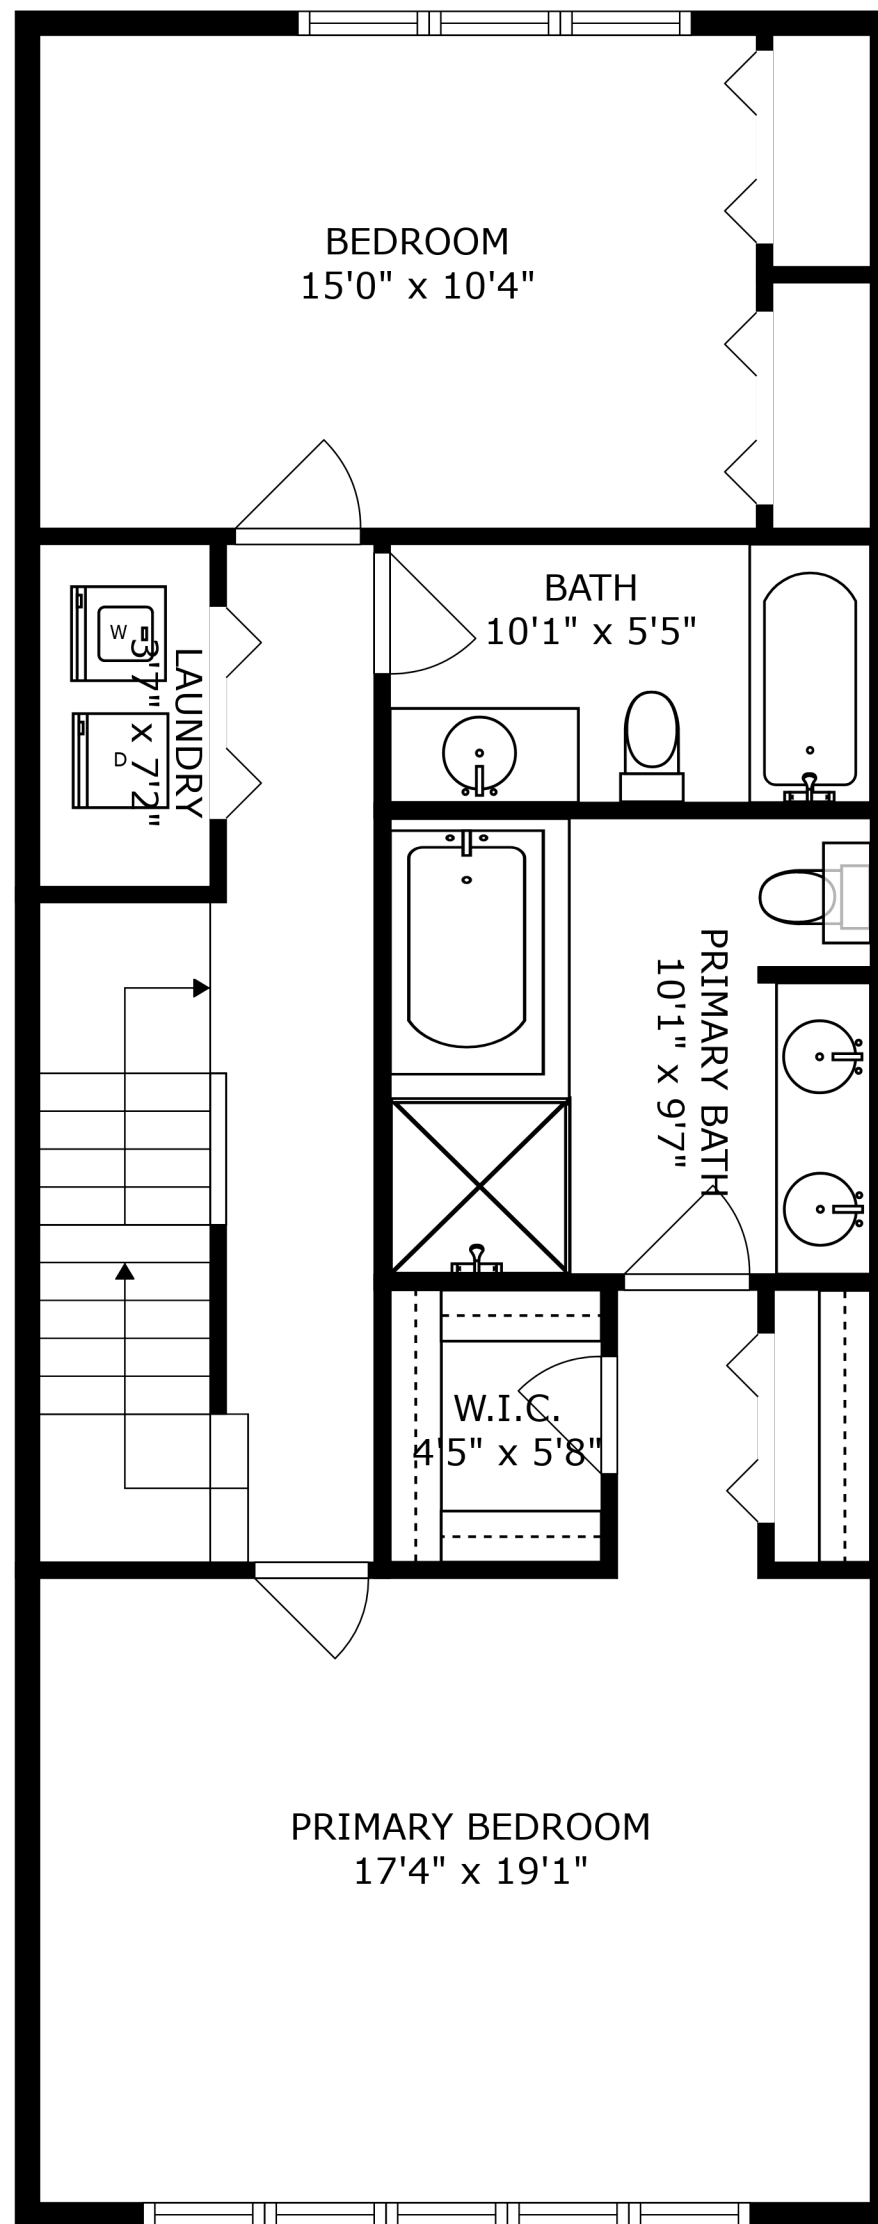 BEDROOM
15'0" x 10'4"
BATH
10'1" x 5'5"
W
D
LAUNDRY
3'7" x 7'2"
PRIMARY BATH
10'1" x 9'7"
W.I.C.
4'5" x 5'8"
PRIMARY BEDROOM
17'4" x 19'1"